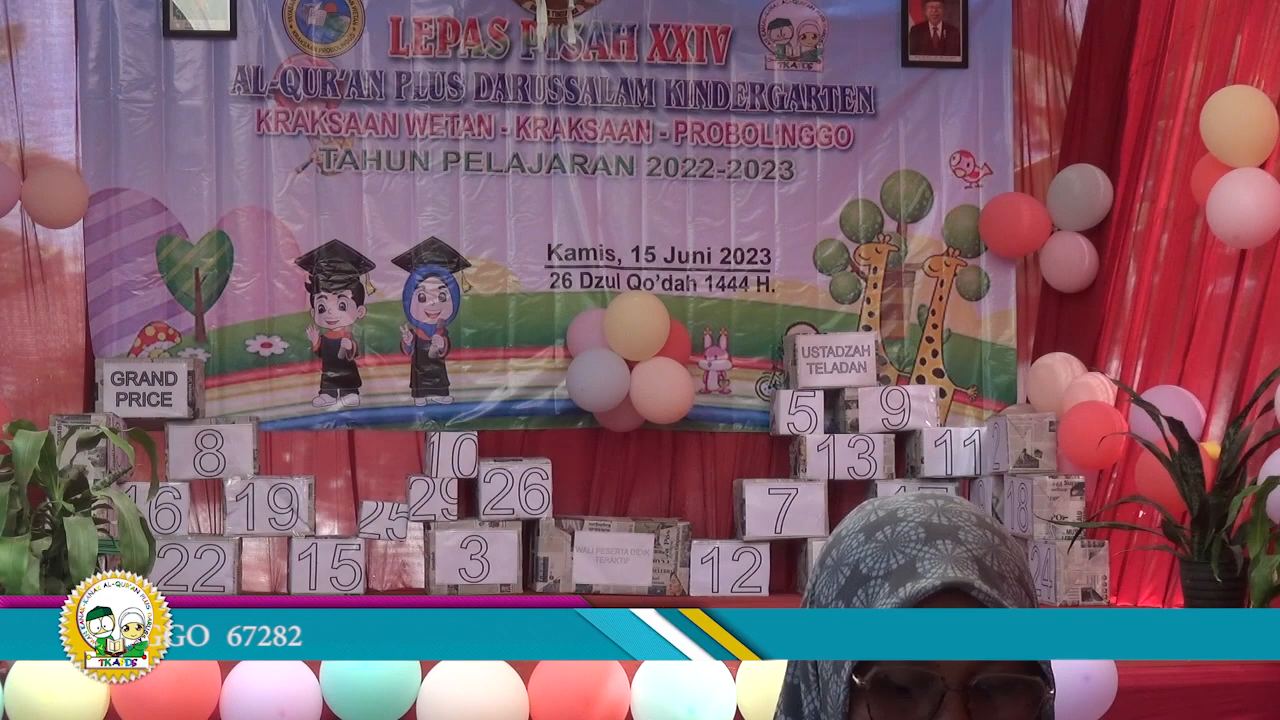 LEPAS PISAH XXIV
AL-QUR'AN PLUS DARUSSALAM KINDERGARTEN
KRAKSAAN WETAN - KRAKSAAN - PROBOLINGGO
TAHUN PELAJARAN 2022-2023
Kamis, 15 Juni 2023
26 Dzul Qo'dah 1444 H.
GRAND
PRICE
USTADZAH
TELADAN
5
9
8
10
13
11
16
19
25
29
26
7
18
22
15
3
WALI PESERTA DIDIK
TERAKTIF
12
24
GGO 67282
TKAPDS